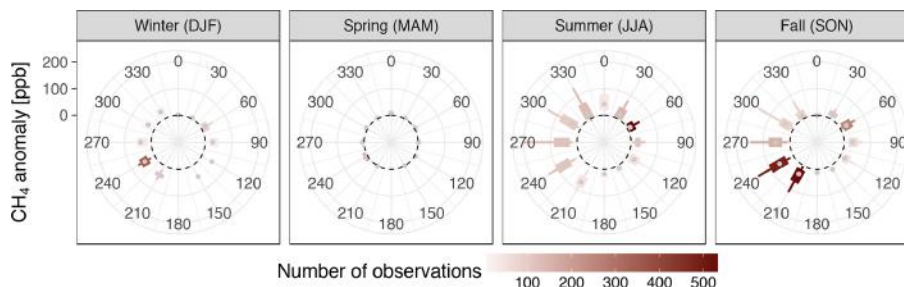 Winter (DJF) Spring (MAM) Summer (JJA) Fall (SON)
CH4 anomaly [ppb]
200
100
0
0 30 60 90 120 150 180 210 240 270 300 330
0 30 60 90 120 150 180 210 240 270 300 330
0 30 60 90 120 150 180 210 240 270 300 330
0 30 60 90 120 150 180 210 240 270 300 330
Number of observations
100 200 300 400 500